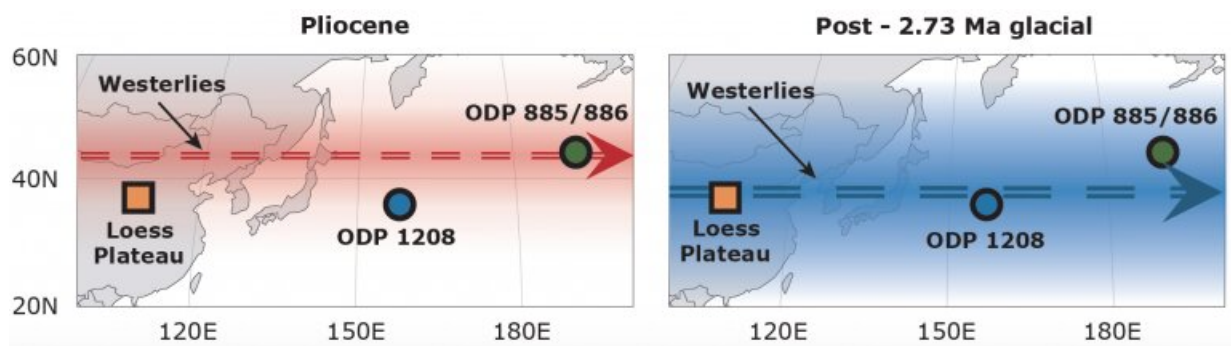 Pliocene
60N
Westerlies
ODP 885/886
40N
Loess
Plateau
ODP 1208
20N
120E
150E
180E
Post - 2.73 Ma glacial
Westerlies
ODP 885/886
Loess
Plateau
ODP 1208
120E
150E
180E